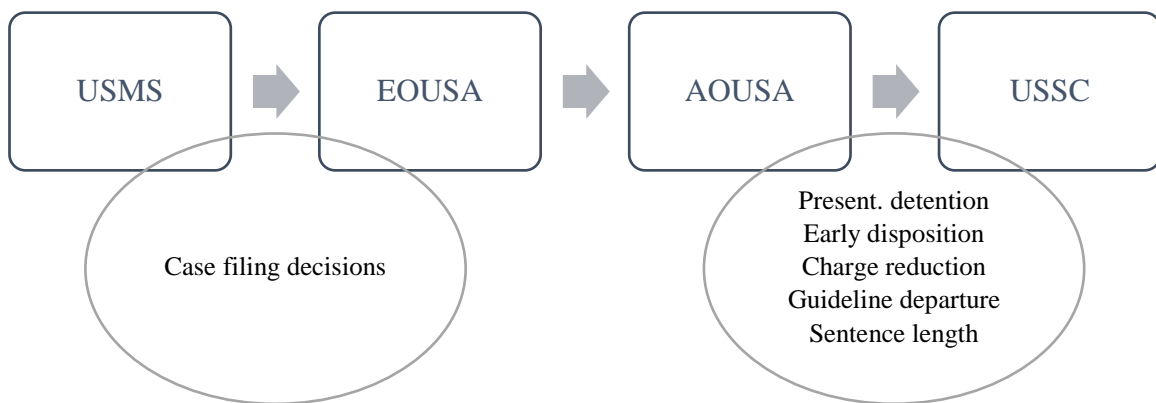 USMS
EOUSA
AOUSA
USSC
Case filing decisions
Present. detention
Early disposition
Charge reduction
Guideline departure
Sentence length